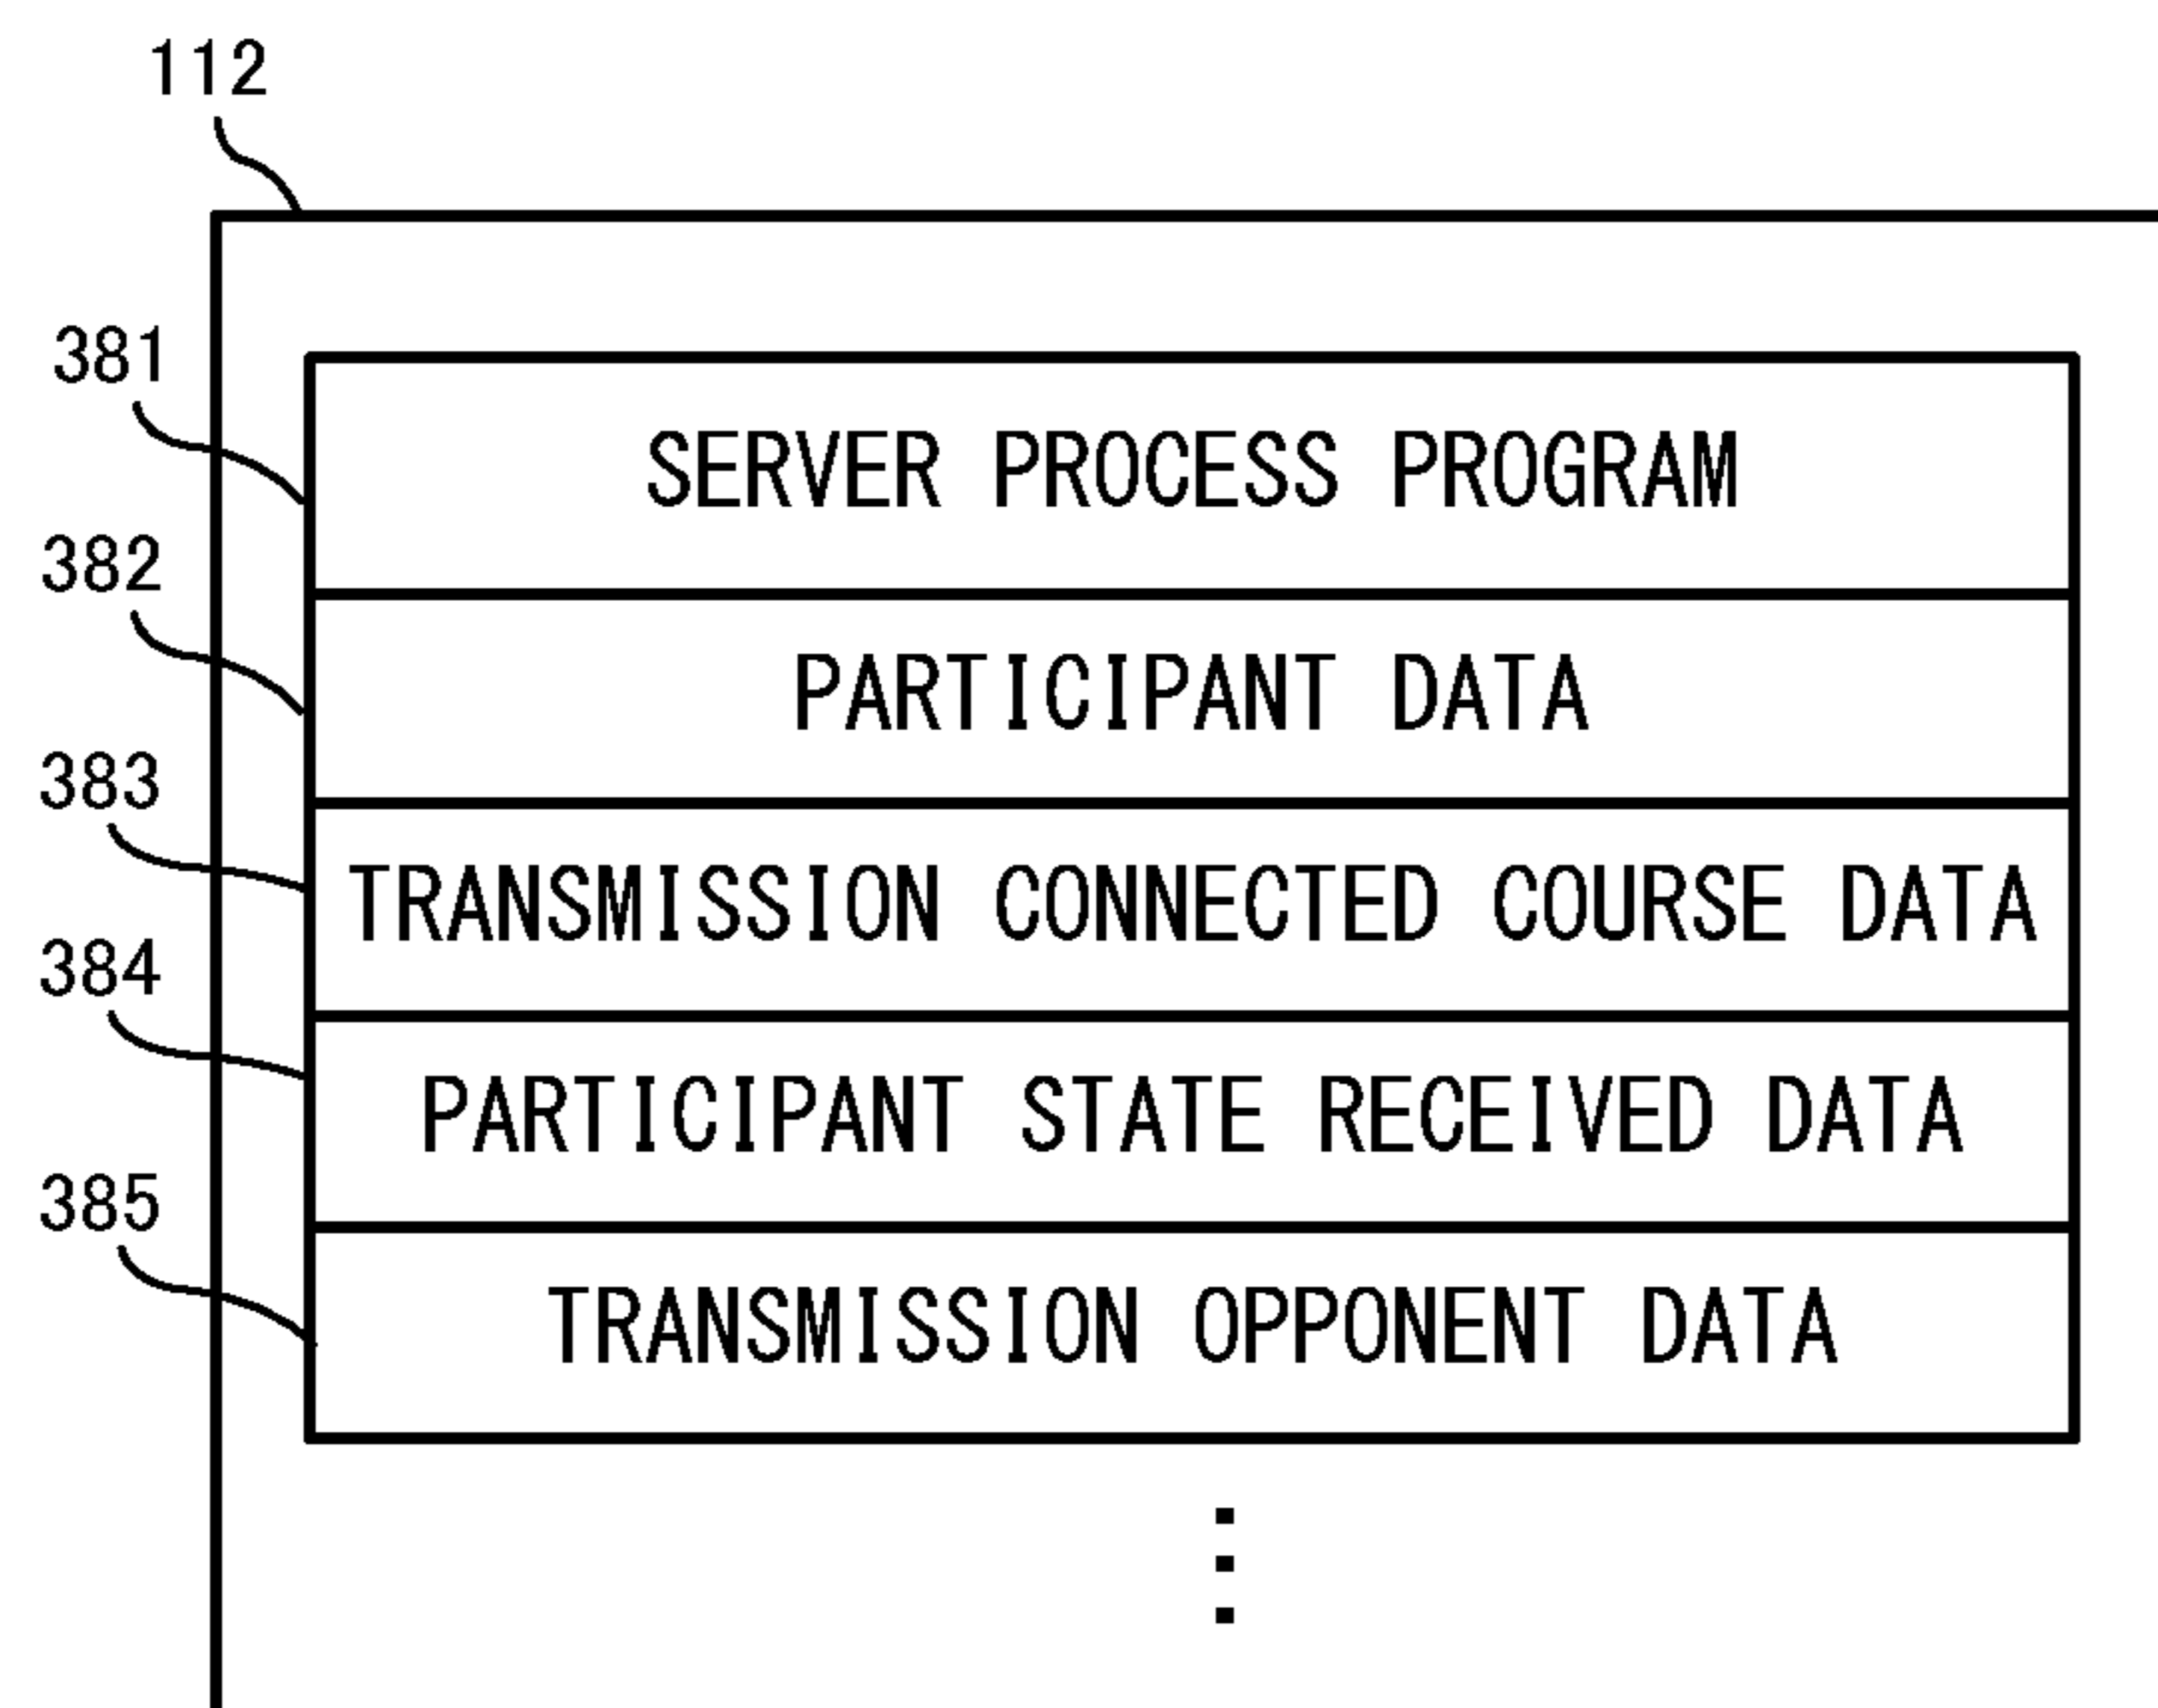 112
381
SERVER PROCESS PROGRAM
382
PARTICIPANT DATA
383
TRANSMISSION CONNECTED COURSE DATA
384
PARTICIPANT STATE RECEIVED DATA
385
TRANSMISSION OPPONENT DATA